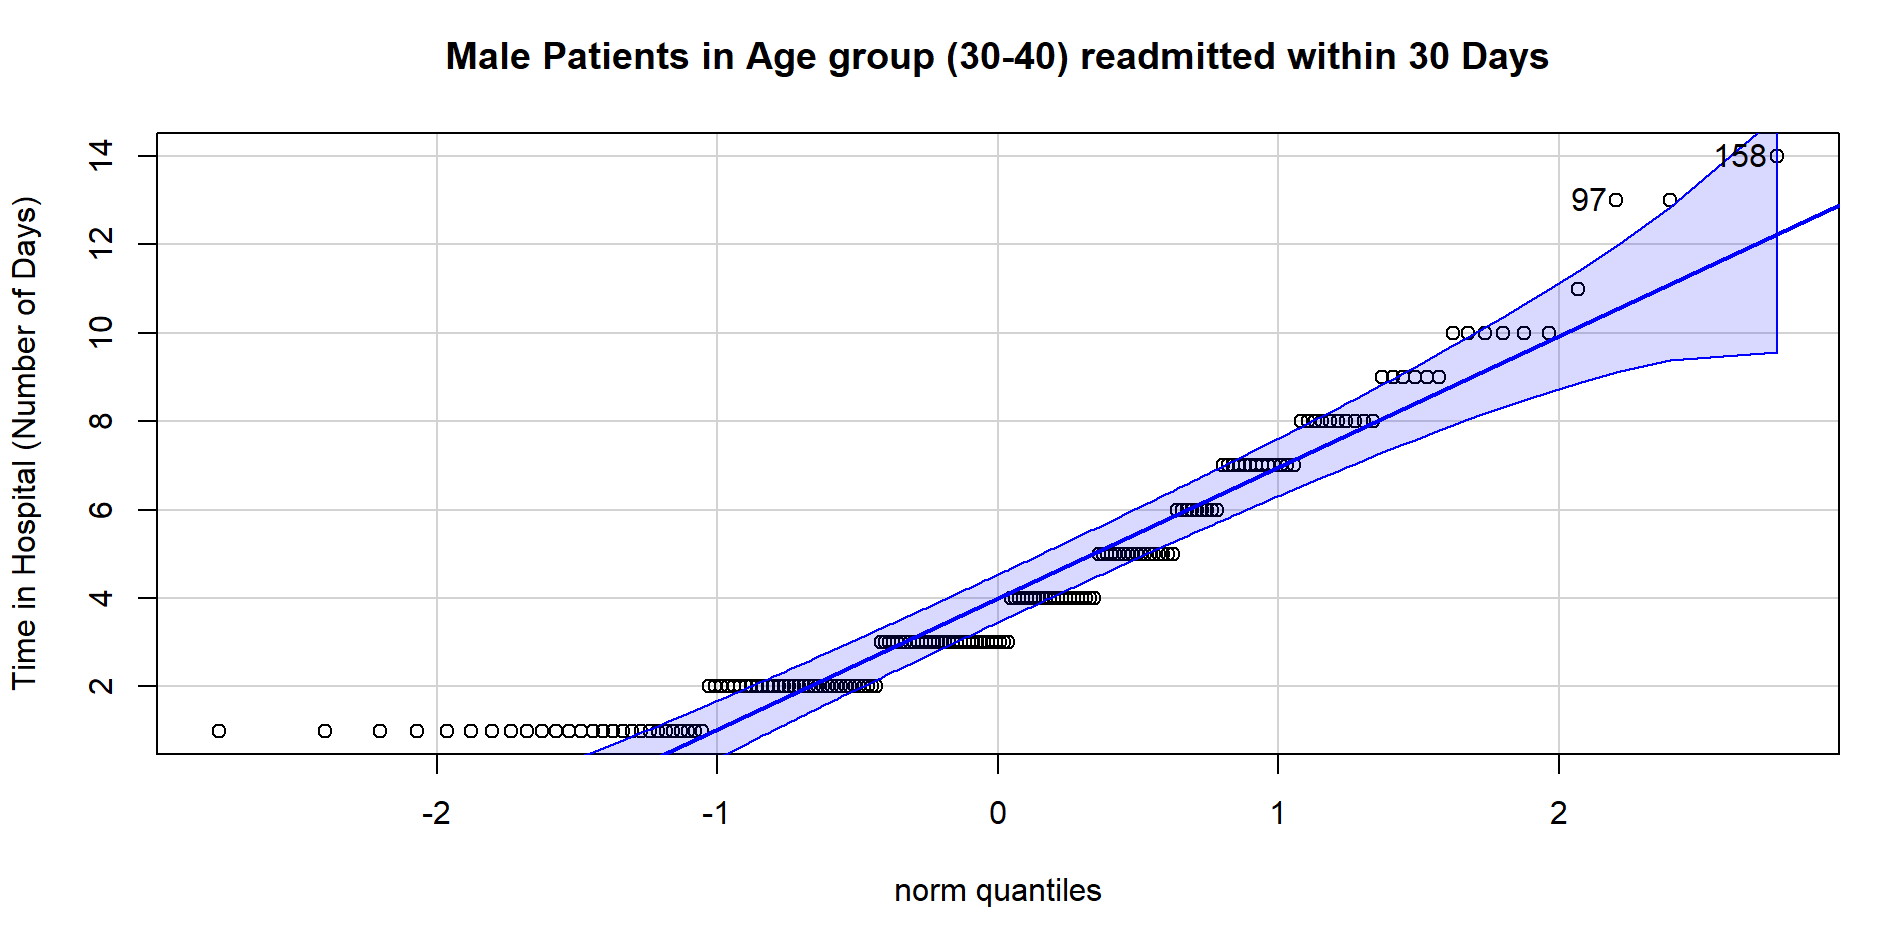 Male Patients in Age group (30-40) readmitted within 30 Days
Time in Hospital (Number of Days)
14
12
10
8
6
4
2
158
97
-2 -1 0 1 2
norm quantiles